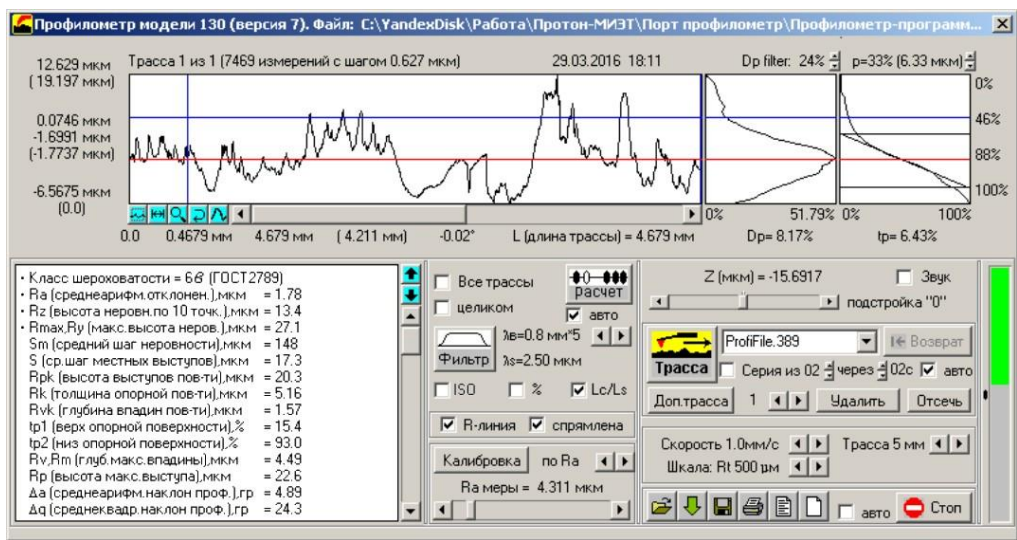 Профилометр модели 130 (версия 7). Файл: C:\YandexDisk\Работа\Протон-МИЭТ\Порт профилометр\Профилометр-программ...
12.629 мкм
(19.197 мкм)
Трасса 1 из 1 (7469 измерений с шагом 0.627 мкм)
29.03.2016 18:11
Dp filter: 24%
p=33% (6.33 мкм)
0%
0.0746 мкм
46%
-1.6991 мкм
(-1.7737 мкм)
88%
-6.5675 мкм
100%
(0.0)
0%
51.79%
0%
100%
0.0
0.4679 мм
4.679 мм
( 4.211 мм)
-0.02°
L (длина трассы) = 4.679 мм
Dp= 8.17%
tp= 6.43%
• Класс шероховатости = 6в (ГОСТ2789)
• Ra (среднеарифм.отклонен.),мкм = 1.78
• Rz (высота неровн.по 10 точк.),мкм = 13.4
• Rmax,Ry (макс.высота неров.),мкм = 27.1
Sm (средний шаг неровности),мкм = 148
S (ср.шаг местных выступов),мкм = 17.3
Rpk (высота выступов пов-ти),мкм = 20.3
Rk (толщина опорной пов-ти),мкм = 5.16
Rvk (глубина впадин пов-ти),мкм = 1.57
tp1 (верх опорной поверхности),% = 15.4
tp2 (низ опорной поверхности),% = 93.0
Rv,Rm (глуб.макс.впадины),мкм = 4.49
Rp (высота макс.выступа),мкм = 22.6
Δa (среднеарифм.наклон проф.),гр = 4.89
Δq (среднеквадр.наклон проф.),гр = 24.3
Все трассы
расчет
целиком
авто
Фильтр
λв=0.8 мм*5
λs=2.50 мкм
ISO
%
Lc/Ls
R-линия
спрямлена
Калибровка
по Ra
Ra меры = 4.311 мкм
Z (мкм) = -15.6917
Звук
подстройка "0"
Трасса
ProfiFile.389
Возврат
Серия из 02 через 02с
авто
Доп.трасса
1
Удалить
Отсечь
Скорость 1.0мм/с
Трасса 5 мм
Шкала: Rt 500 μм
авто
Стоп